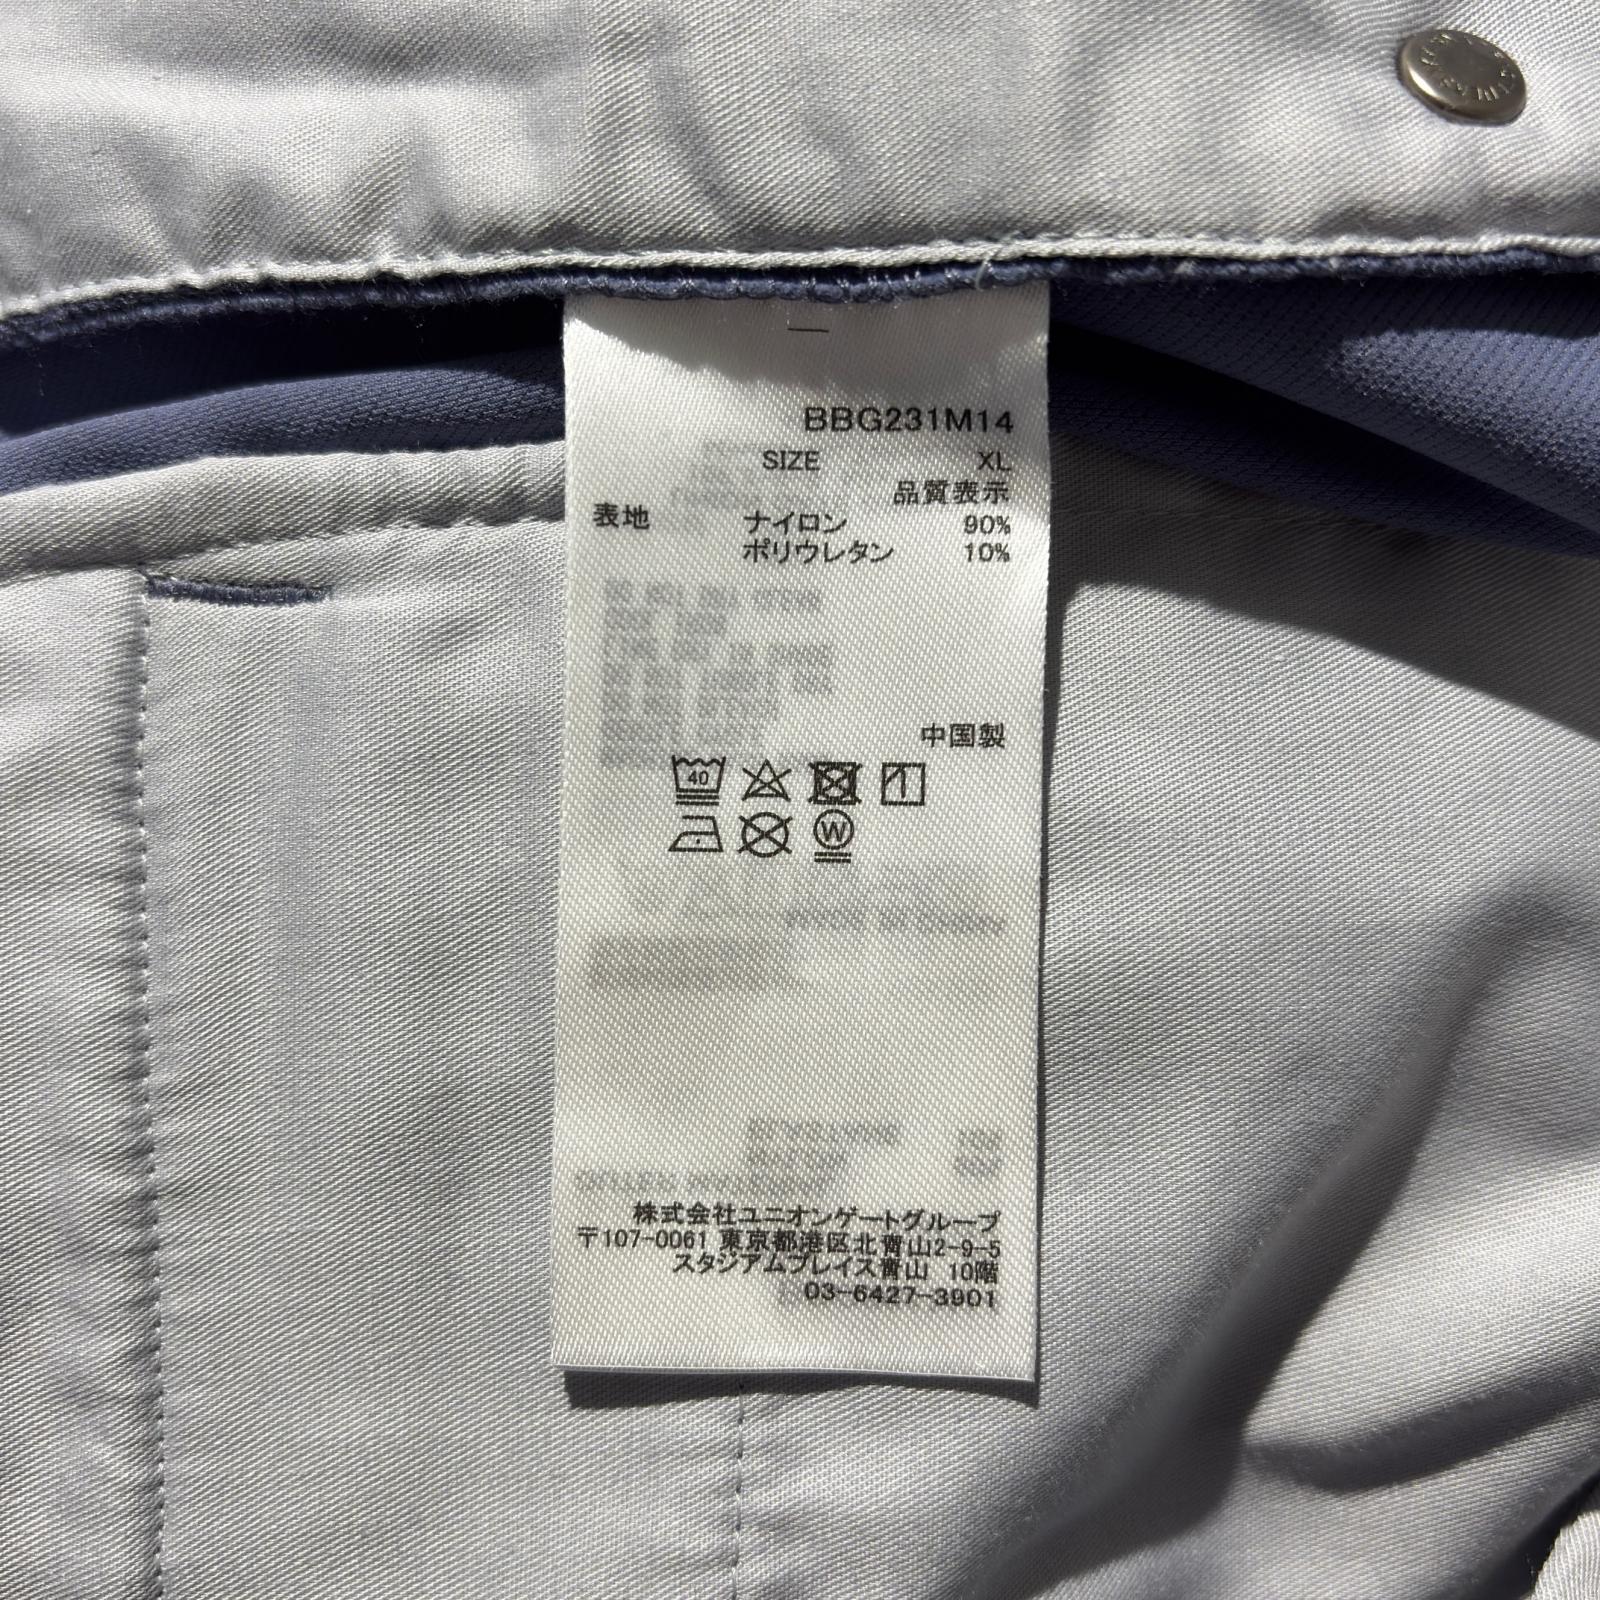 BBG231M14
SIZE XL
品質表示
表地 ナイロン 90%
ポリウレタン 10%
中国製
40
W
株式会社ユニオンゲートグループ
〒107-0061 東京都港区北青山2-9-5
スタジアムプレイス青山 10階
03-6427-3901